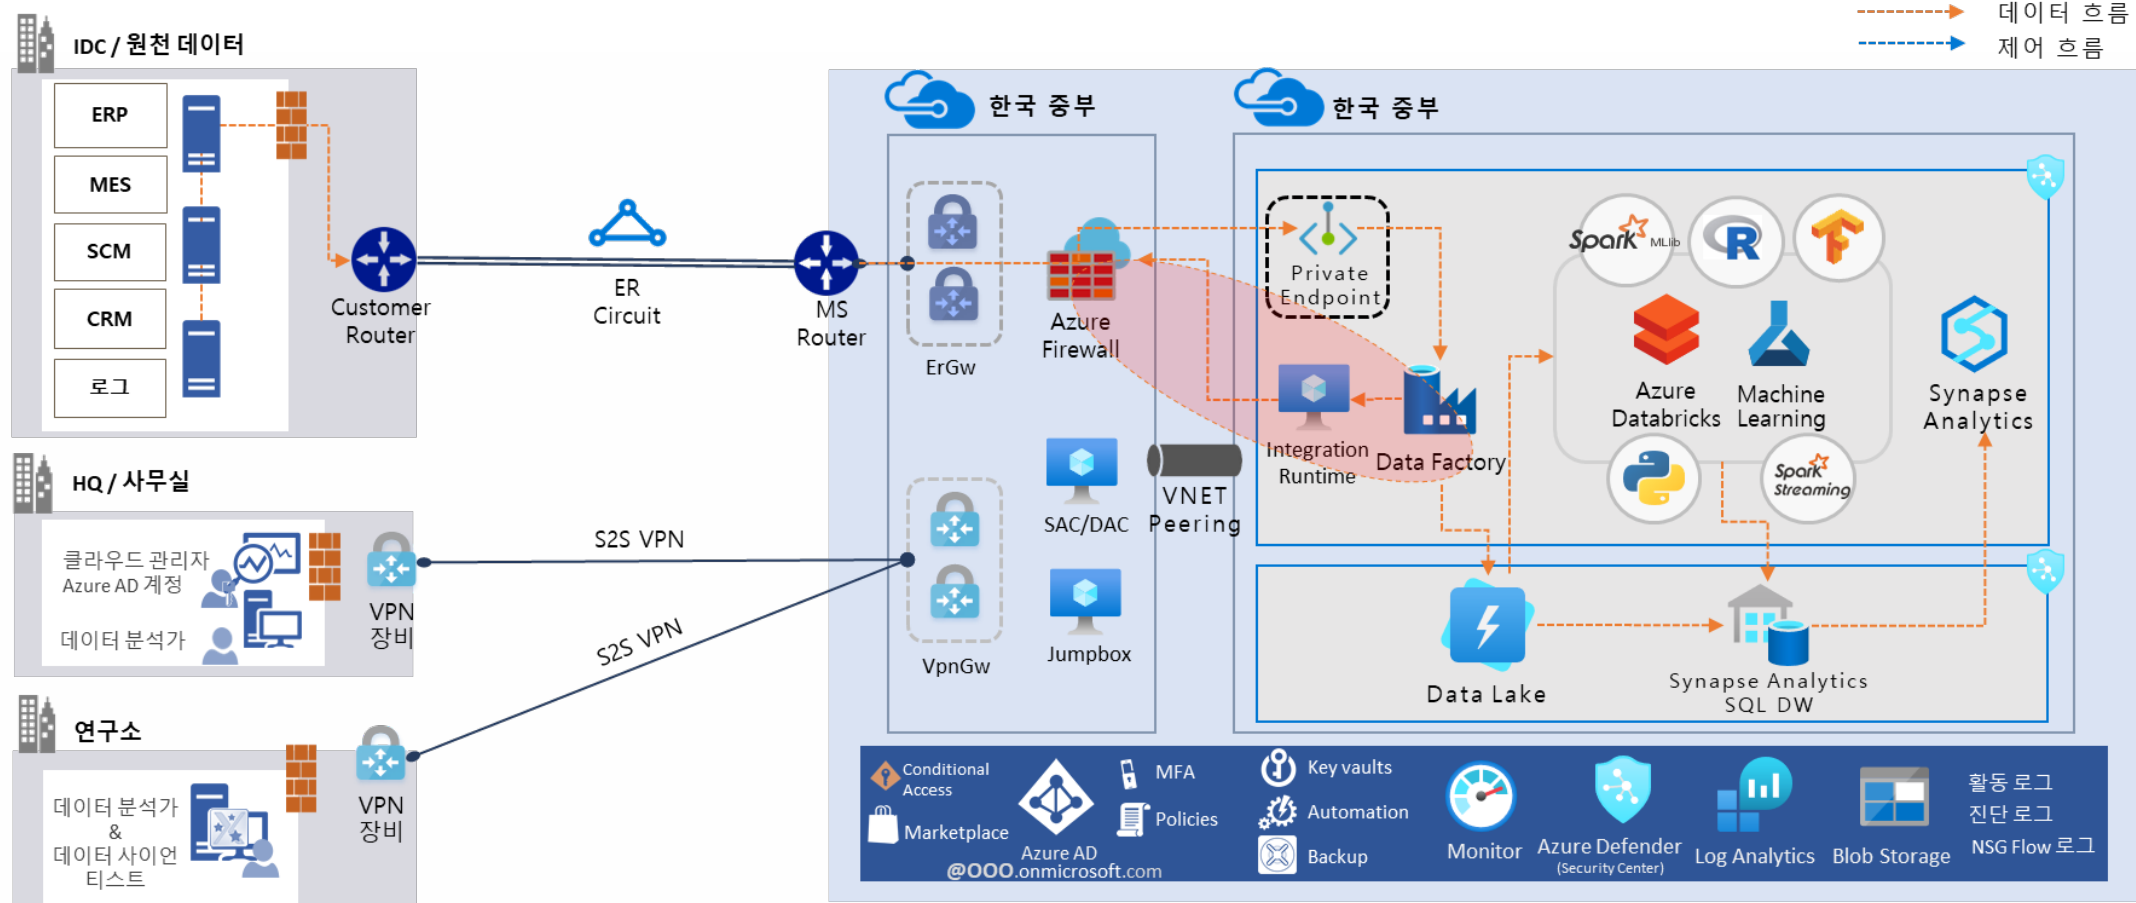 데이터 흐름
제어 흐름
IDC / 원천 데이터
ERP
MES
SCM
CRM
로그
Customer
Router
ER
Circuit
MS
Router
HQ / 사무실
클라우드 관리자
Azure AD 계정
데이터 분석가
VPN
장비
S2S VPN
연구소
데이터 분석가
&
데이터 사이언
티스트
VPN
장비
S2S VPN
한국 중부
ErGw
Azure
Firewall
SAC/DAC
VpnGw
Jumpbox
VNET
Peering
한국 중부
Private
Endpoint
Integration
Runtime
Data Factory
Spark MLlib
R
Azure
Databricks
Machine
Learning
Spark
Streaming
Synapse
Analytics
Data Lake
Synapse Analytics
SQL DW
Conditional
Access
Marketplace
Azure AD
@OOO.onmicrosoft.com
MFA
Policies
Key vaults
Automation
Backup
Monitor
Azure Defender
(Security Center)
Log Analytics
Blob Storage
활동 로그
진단 로그
NSG Flow 로그